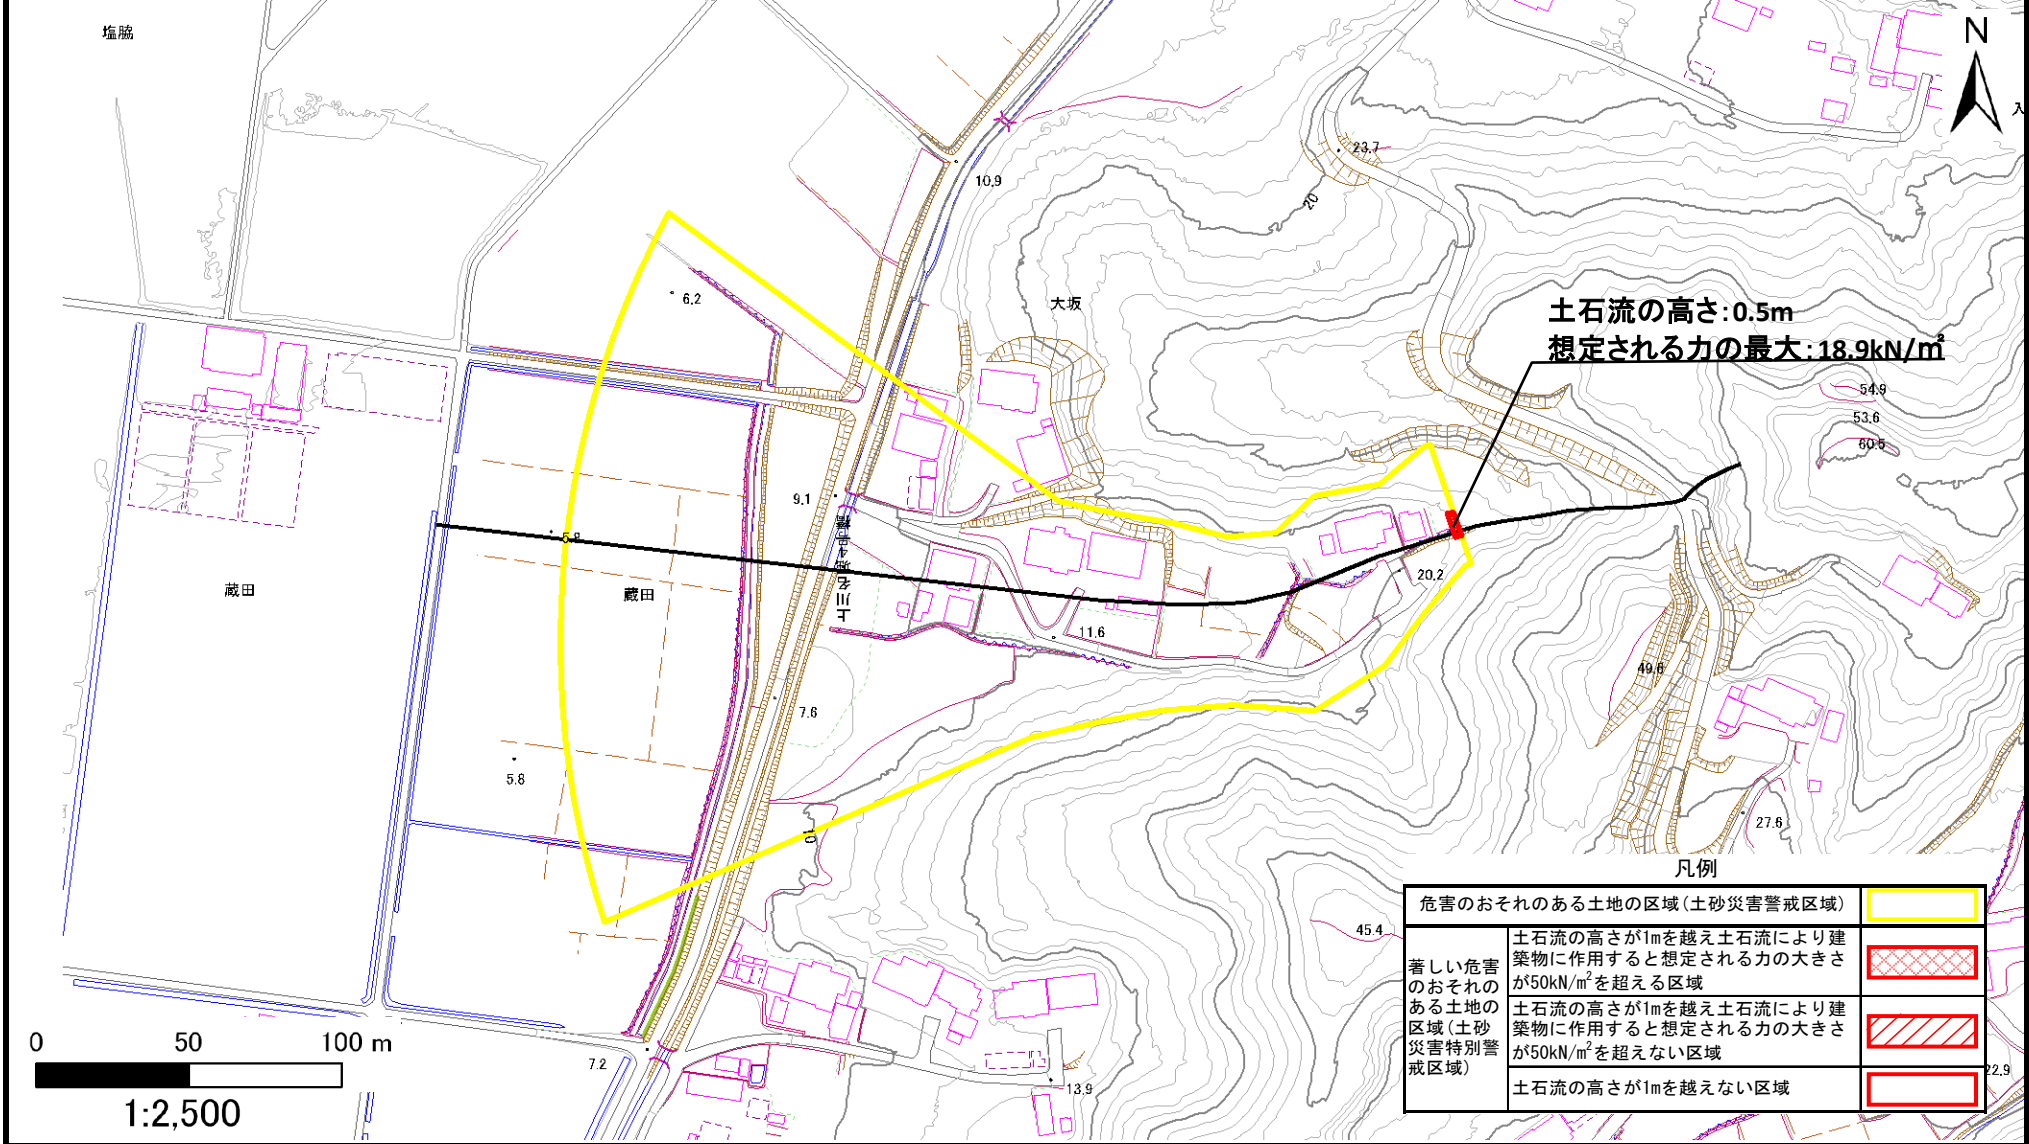 塩脇
N
入
23.7
10.9
20
6.2
大坂
土石流の高さ:0.5m
想定される力の最大:18.9kN/㎡
54.9
53.6
60.5
9.1
5.8
上川名堀4号橋
蔵田
蔵田
20.2
11.6
49.6
7.6
5.8
10
27.6
45.4
7.2
13.9
22.9
0 50 100 m
1:2,500
凡例
危害のおそれのある土地の区域(土砂災害警戒区域)
著しい危害
のおそれの
ある土地の
区域(土砂
災害特別警
戒区域)
土石流の高さが1mを越え土石流により建
築物に作用すると想定される力の大きさ
が50kN/m²を超える区域
土石流の高さが1mを越え土石流により建
築物に作用すると想定される力の大きさ
が50kN/m²を超えない区域
土石流の高さが1mを越えない区域